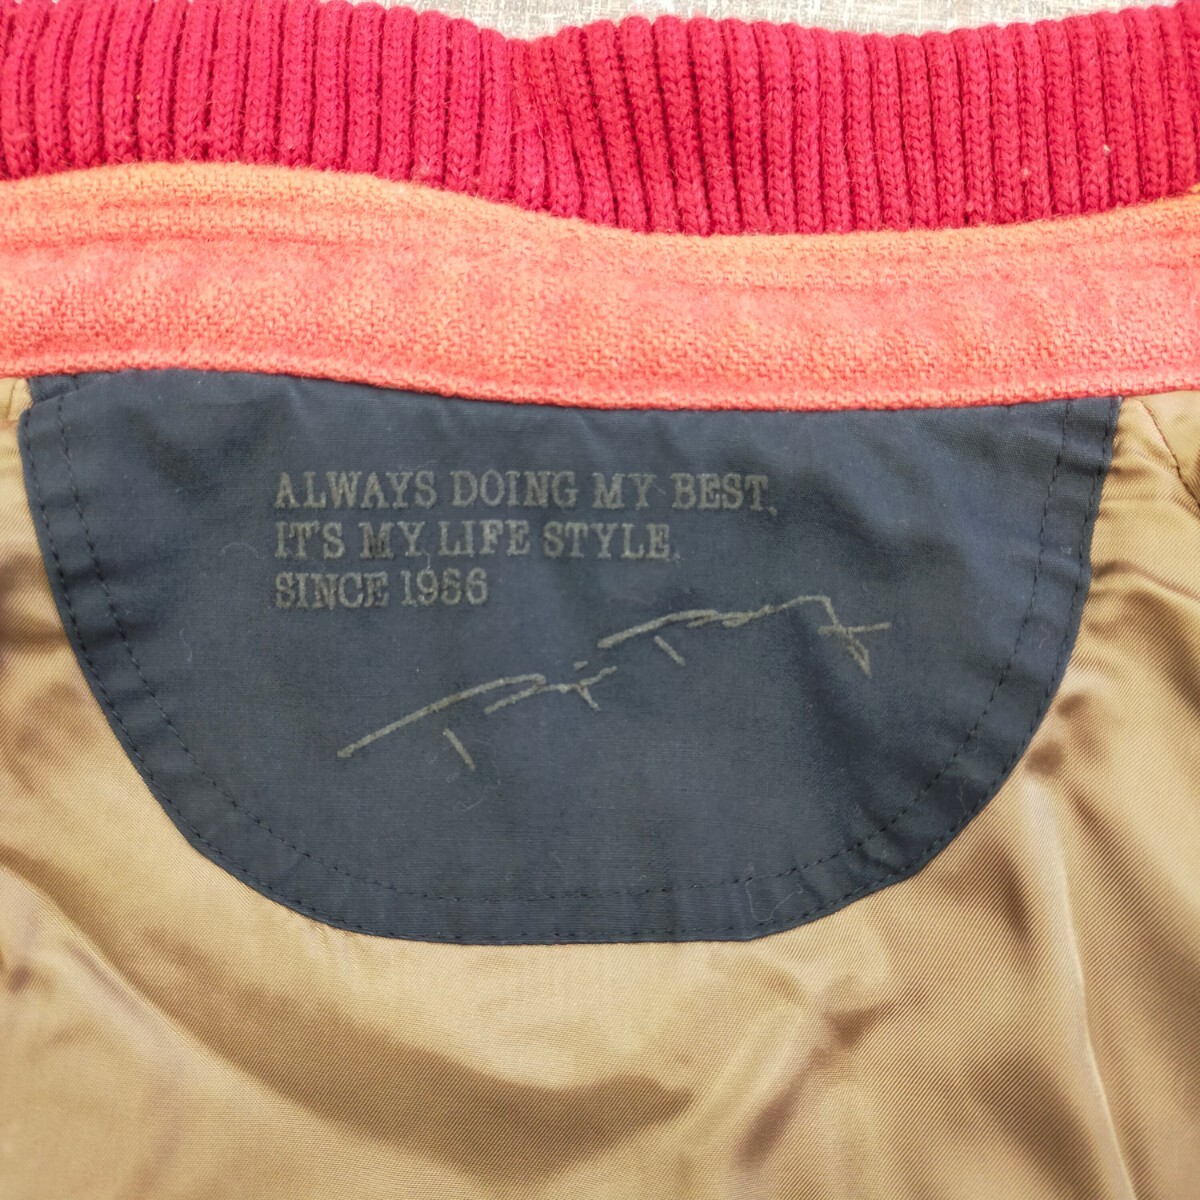 ALWAYS DOING MY BEST.
IT'S MY LIFE STYLE.
SINCE 1986